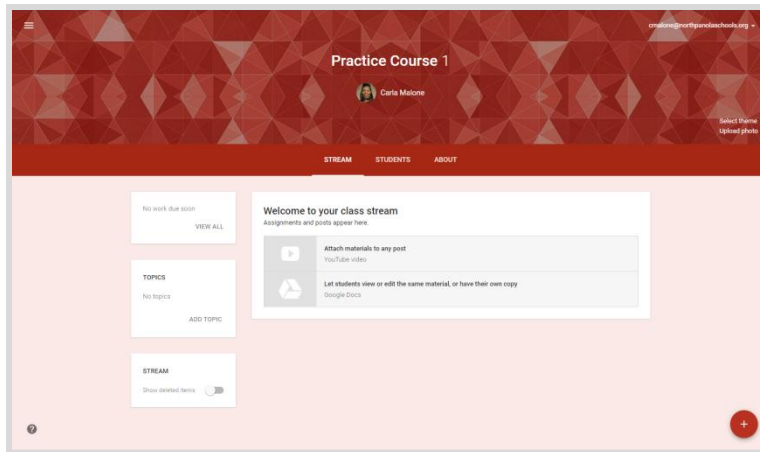 cmalone@northpanolaschools.org
Practice Course 1
Carla Malone
Select theme
Upload photo
STREAM STUDENTS ABOUT
No work due soon
VIEW ALL
TOPICS
No topics
ADD TOPIC
STREAM
Show deleted items
Welcome to your class stream
Assignments and posts appear here.
Attach materials to any post
YouTube video
Let students view or edit the same material, or have their own copy
Google Docs